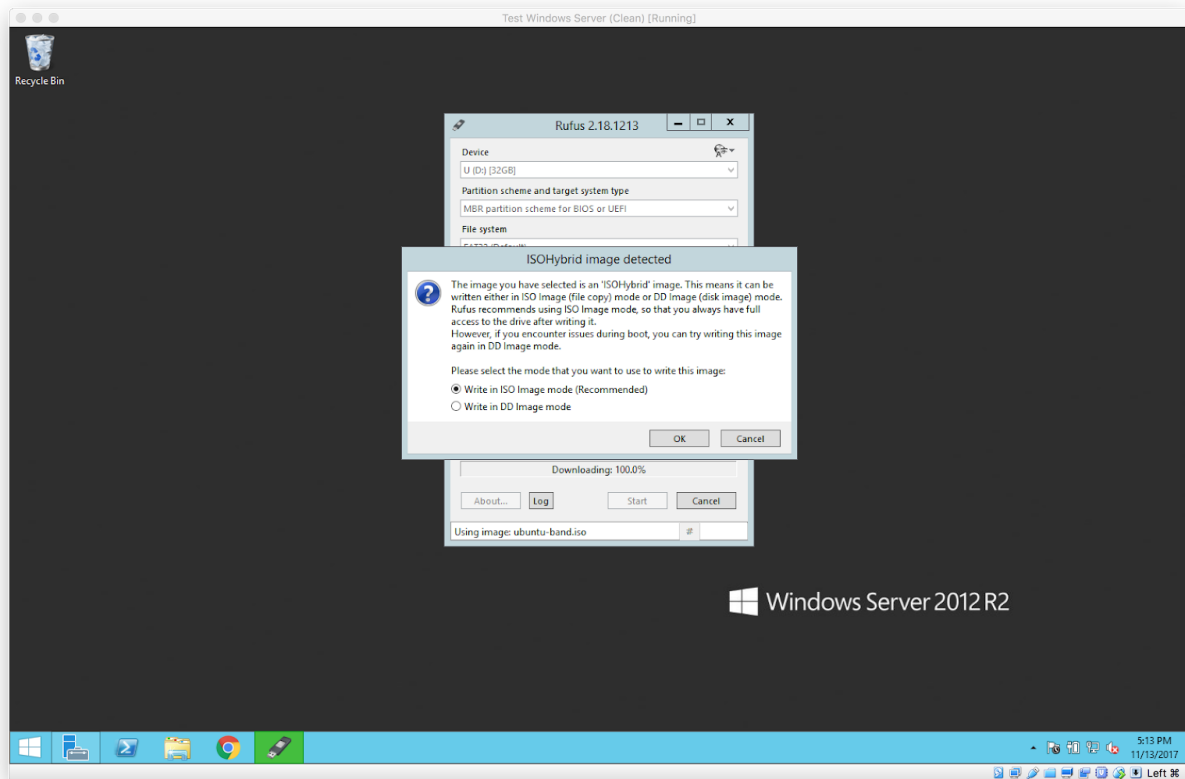 Test Windows Server (Clean) [Running]
Recycle Bin
Rufus 2.18.1213
Device
U (D:) [32GB]
Partition scheme and target system type
MBR partition scheme for BIOS or UEFI
File system
FAT32 (Default)
ISOHybrid image detected
The image you have selected is an 'ISOHybrid' image. This means it can be
written either in ISO Image (file copy) mode or DD Image (disk image) mode.
Rufus recommends using ISO Image mode, so that you always have full
access to the drive after writing it.
However, if you encounter issues during boot, you can try writing this image
again in DD Image mode.
Please select the mode that you want to use to write this image:
Write in ISO Image mode (Recommended)
Write in DD Image mode
OK Cancel
Downloading: 100.0%
About... Log Start Cancel
Using image: ubuntu-band.iso #
Windows Server 2012 R2
5:13 PM
11/13/2017
Left ⌘